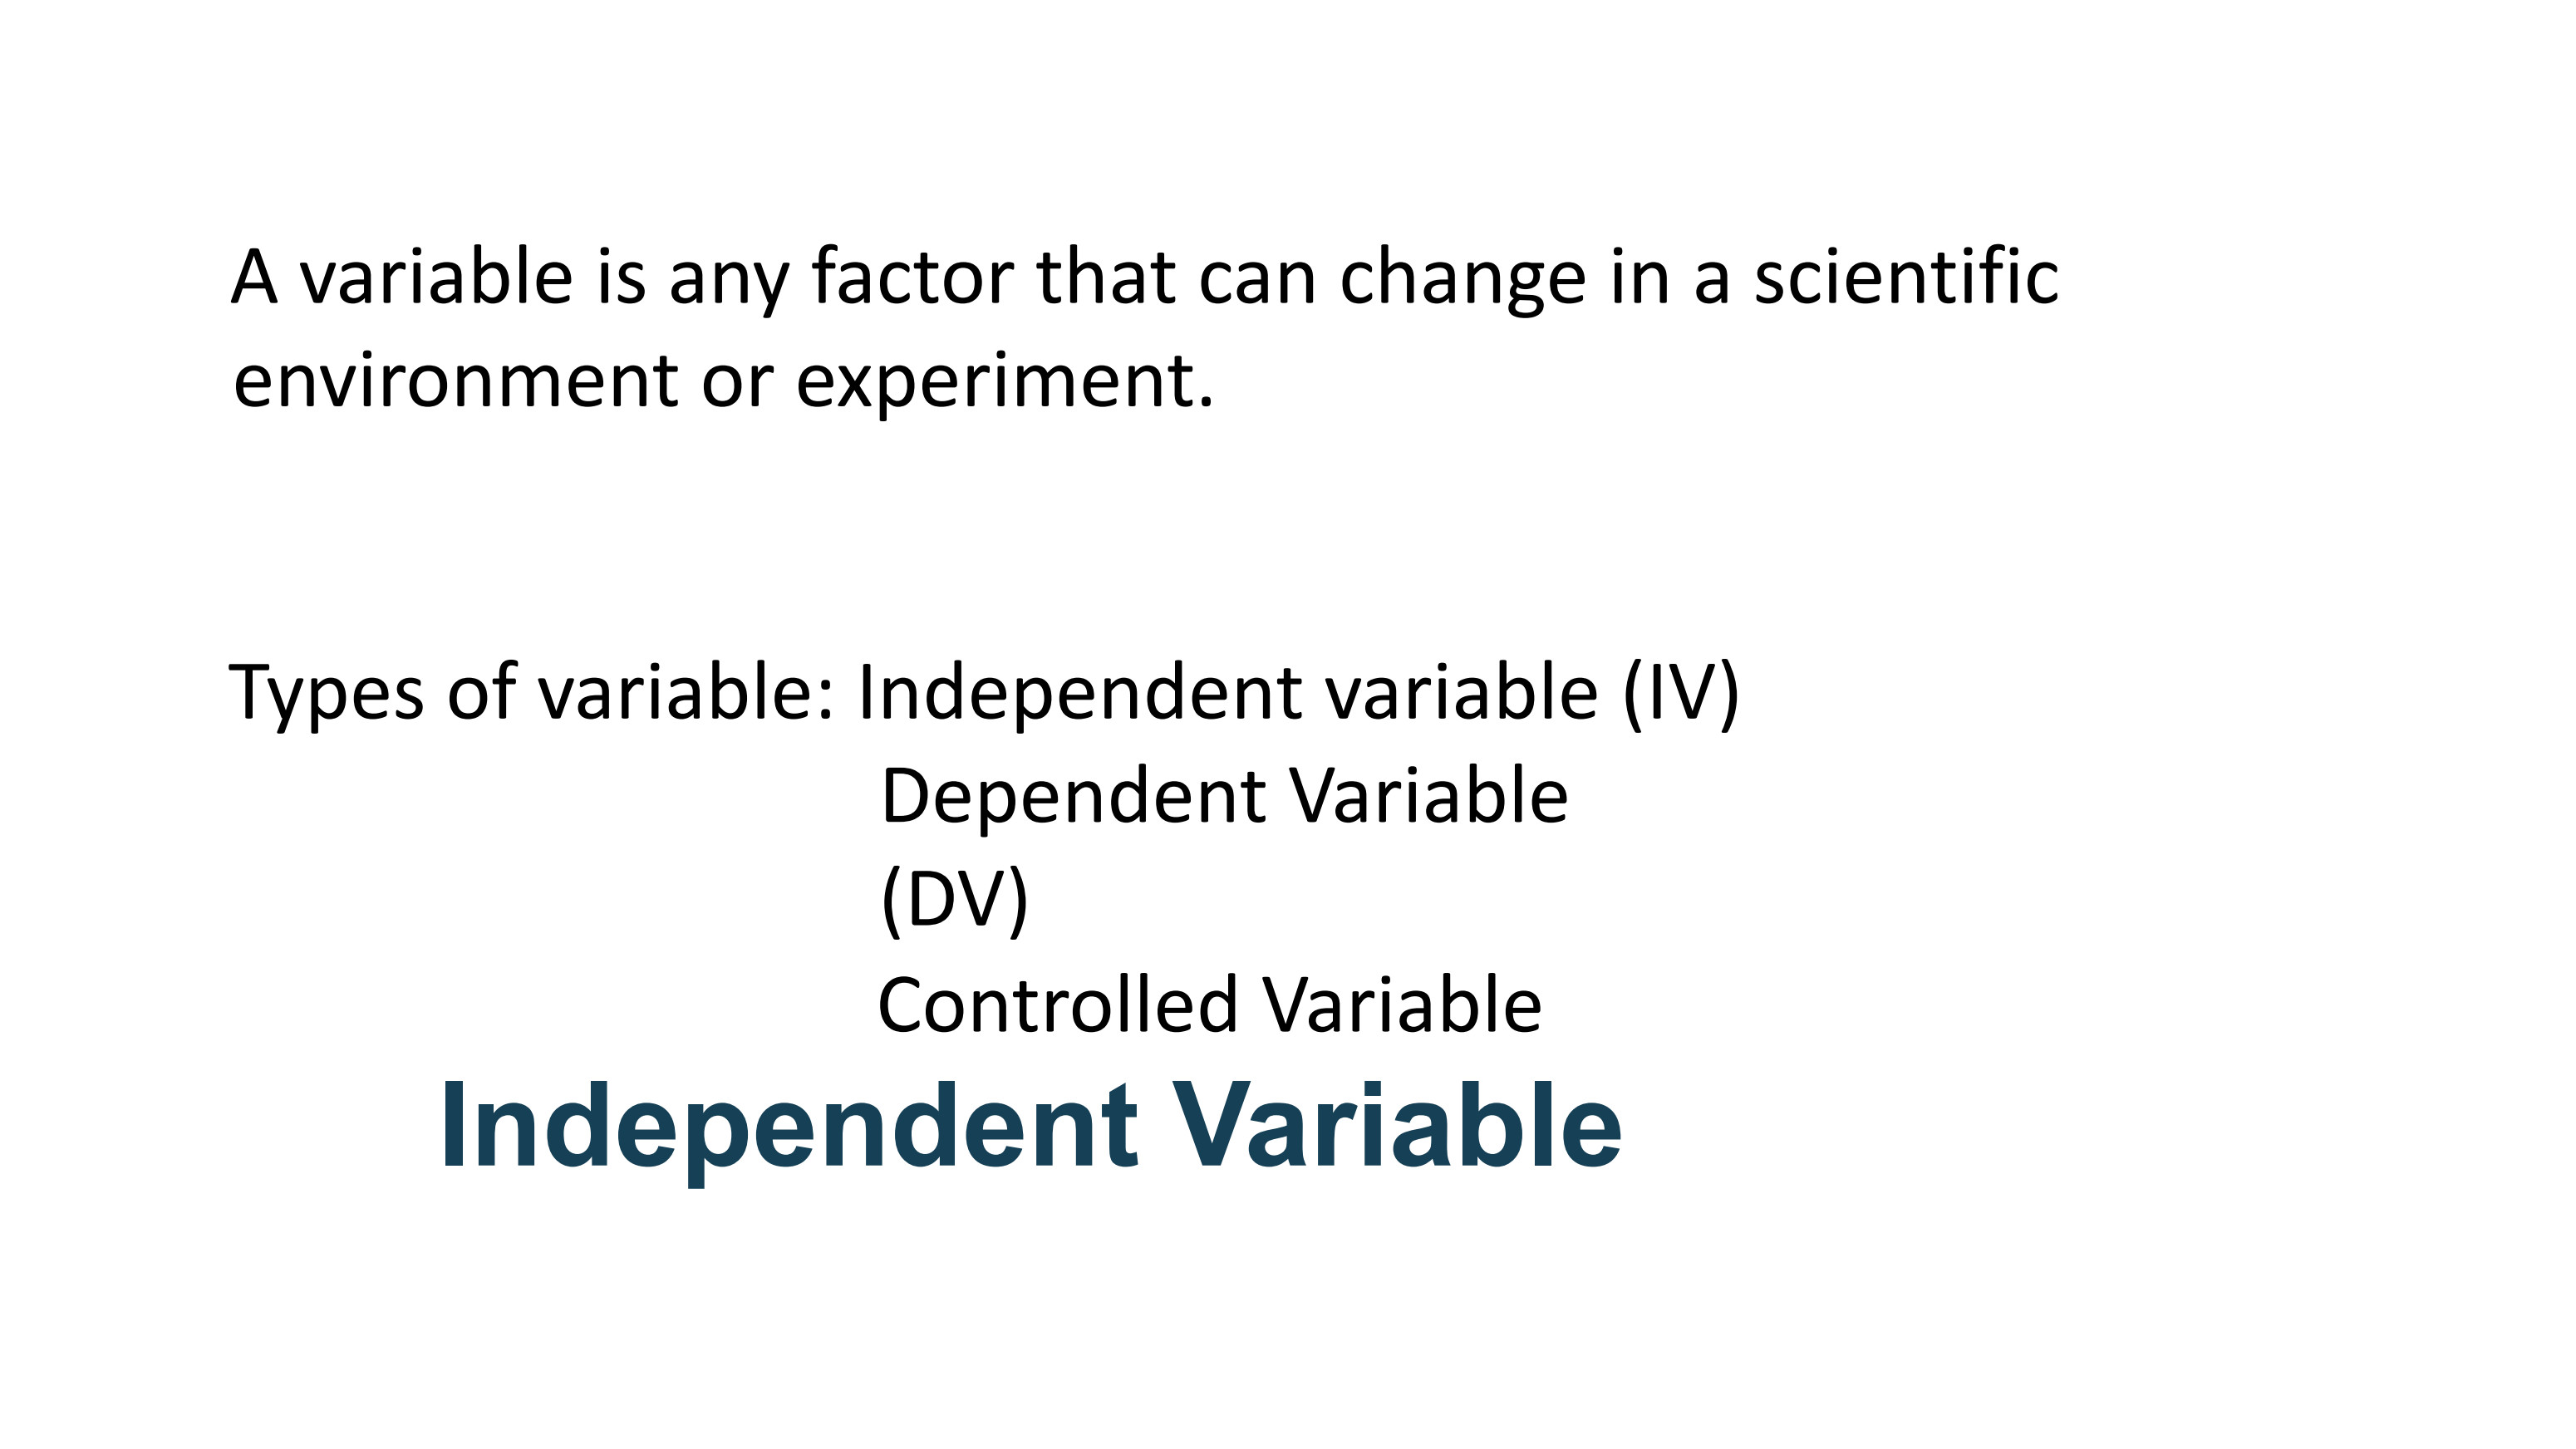 A variable is any factor that can change in a scientific
environment or experiment.
Types of variable: Independent variable (IV)
Dependent Variable
(DV)
Controlled Variable
Independent Variable